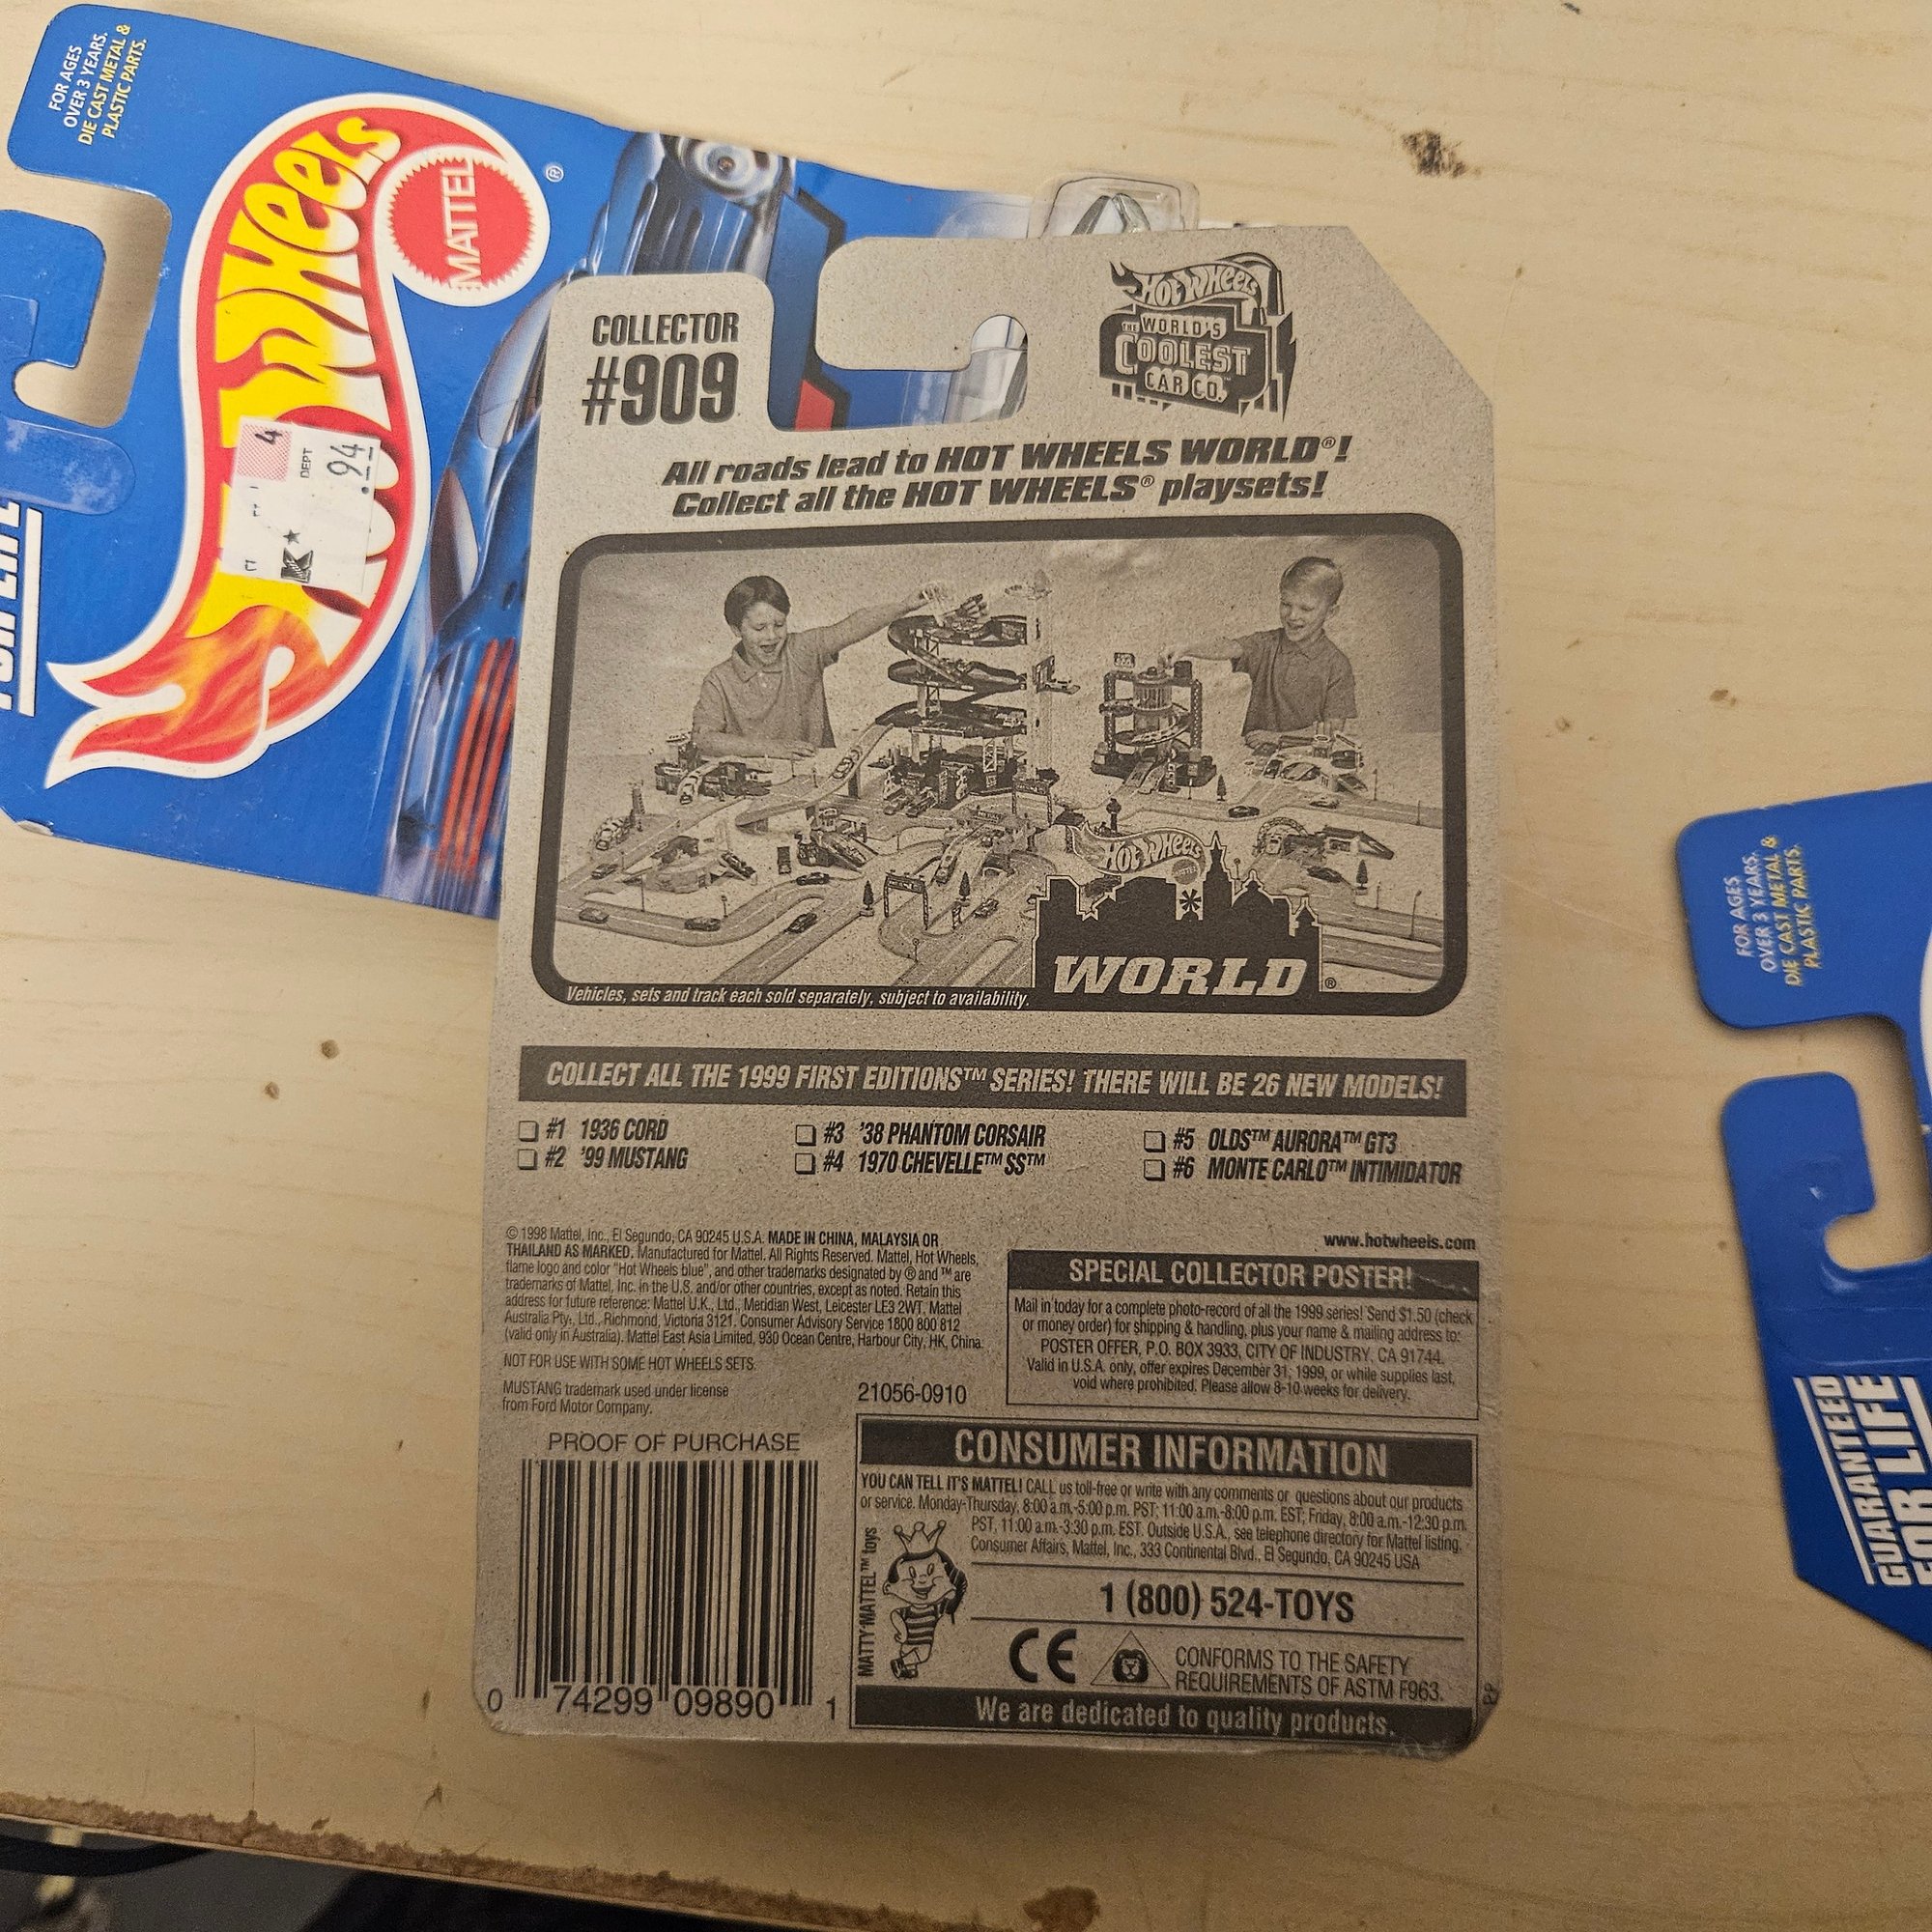 FOR AGES
OVER 3 YEARS.
DIE CAST METAL &
PLASTIC PARTS.
Hot Wheels
MATTEL
®
4
DEPT
.94
K
COLLECTOR
#909
HOT WHEELS
THE WORLD'S
COOLEST
CAR CO.™
All roads lead to HOT WHEELS WORLD®!
Collect all the HOT WHEELS® playsets!
HOT WHEELS
WORLD®
Vehicles, sets and track each sold separately, subject to availability.
COLLECT ALL THE 1999 FIRST EDITIONS™ SERIES! THERE WILL BE 26 NEW MODELS!
#1 1936 CORD
#2 '99 MUSTANG
#3 '38 PHANTOM CORSAIR
#4 1970 CHEVELLE™ SS™
#5 OLDS™ AURORA™ GT3
#6 MONTE CARLO™ INTIMIDATOR
© 1998 Mattel, Inc., El Segundo, CA 90245 U.S.A. MADE IN CHINA, MALAYSIA OR
THAILAND AS MARKED. Manufactured for Mattel. All Rights Reserved. Mattel, Hot Wheels,
flame logo and color "Hot Wheels blue", and other trademarks designated by ® and ™ are
trademarks of Mattel, Inc. in the U.S. and/or other countries, except as noted. Retain this
address for future reference: Mattel U.K., Ltd., Meridian West, Leicester LE3 2WT. Mattel
Australia Pty., Ltd., Richmond, Victoria 3121. Consumer Advisory Service 1800 800 812
(valid only in Australia). Mattel East Asia Limited, 930 Ocean Centre, Harbour City, HK, China.
NOT FOR USE WITH SOME HOT WHEELS SETS.
MUSTANG trademark used under license
from Ford Motor Company.
21056-0910
www.hotwheels.com
SPECIAL COLLECTOR POSTER!
Mail in today for a complete photo-record of all the 1999 series! Send $1.50 (check
or money order) for shipping & handling, plus your name & mailing address to:
POSTER OFFER, P.O. BOX 3933, CITY OF INDUSTRY, CA 91744.
Valid in U.S.A. only, offer expires December 31, 1999, or while supplies last,
void where prohibited. Please allow 8-10 weeks for delivery.
PROOF OF PURCHASE
0 74299 09890 1
CONSUMER INFORMATION
YOU CAN TELL IT'S MATTEL! CALL us toll-free or write with any comments or questions about our products
or service. Monday-Thursday, 8:00 a.m.-5:00 p.m. PST; 11:00 a.m.-8:00 p.m. EST; Friday, 8:00 a.m.-12:30 p.m.
PST, 11:00 a.m.-3:30 p.m. EST. Outside U.S.A., see telephone directory for Mattel listing.
Consumer Affairs, Mattel, Inc., 333 Continental Blvd., El Segundo, CA 90245 USA
MATTY MATTEL™ toys
1 (800) 524-TOYS
CE
CONFORMS TO THE SAFETY
REQUIREMENTS OF ASTM F963.
We are dedicated to quality products.
FOR AGES
OVER 3 YEARS.
DIE CAST METAL &
PLASTIC PARTS.
GUARANTEED
FOR LIFE